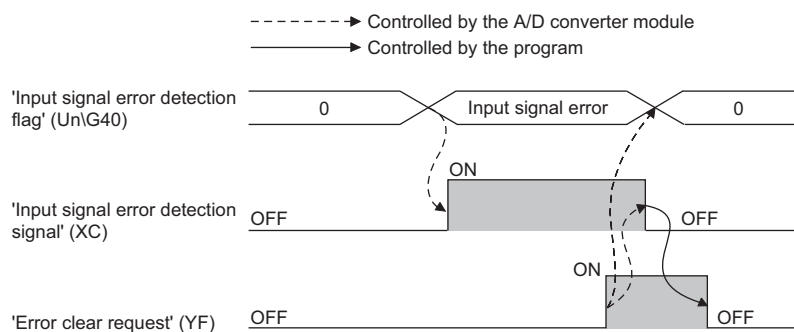 Controlled by the A/D converter module
Controlled by the program
'Input signal error detection
flag' (Un\G40)
0
Input signal error
0
ON
'Input signal error detection
signal' (XC)
OFF
OFF
ON
'Error clear request' (YF)
OFF
OFF